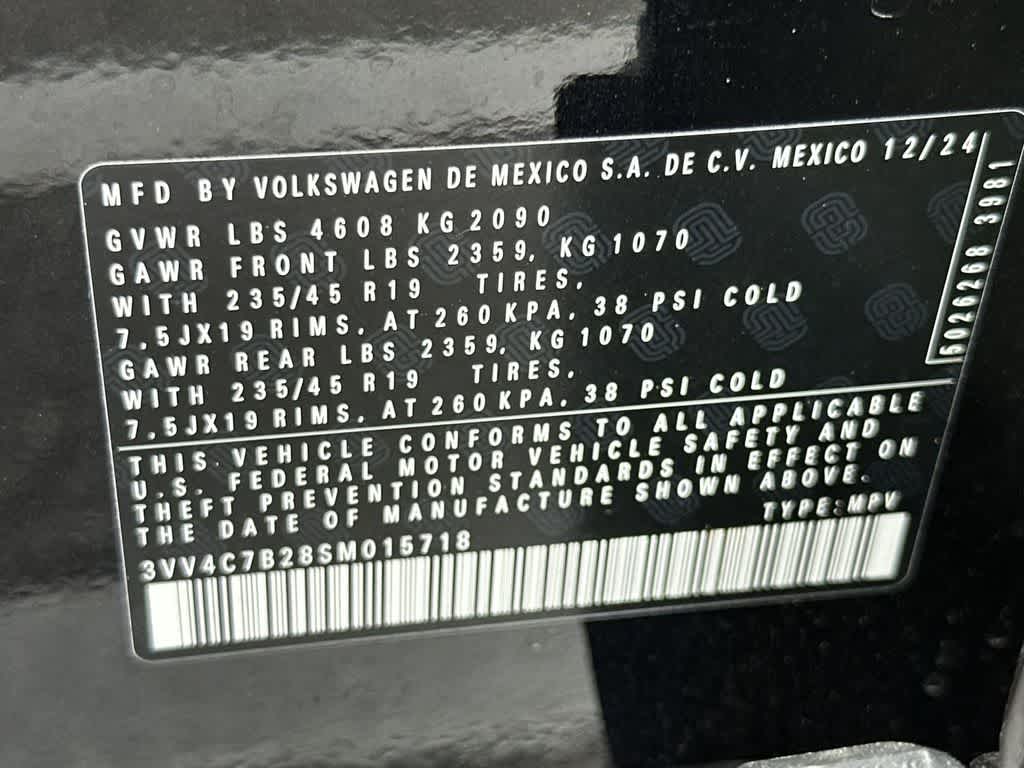 MFD BY VOLKSWAGEN DE MEXICO S.A. DE C.V. MEXICO 12/24
GVWR LBS 4608 KG 2090
GAWR FRONT LBS 2359, KG 1070
WITH 235/45 R19 TIRES,
7,5JX19 RIMS, AT 260 KPA, 38 PSI COLD
GAWR REAR LBS 2359, KG 1070
WITH 235/45 R19 TIRES,
7,5JX19 RIMS, AT 260 KPA, 38 PSI COLD
THIS VEHICLE CONFORMS TO ALL APPLICABLE
U.S. FEDERAL MOTOR VEHICLE SAFETY AND
THEFT PREVENTION STANDARDS IN EFFECT ON
THE DATE OF MANUFACTURE SHOWN ABOVE.
TYPE:MPV
3VV4C7B28SM015718
5026268 3981